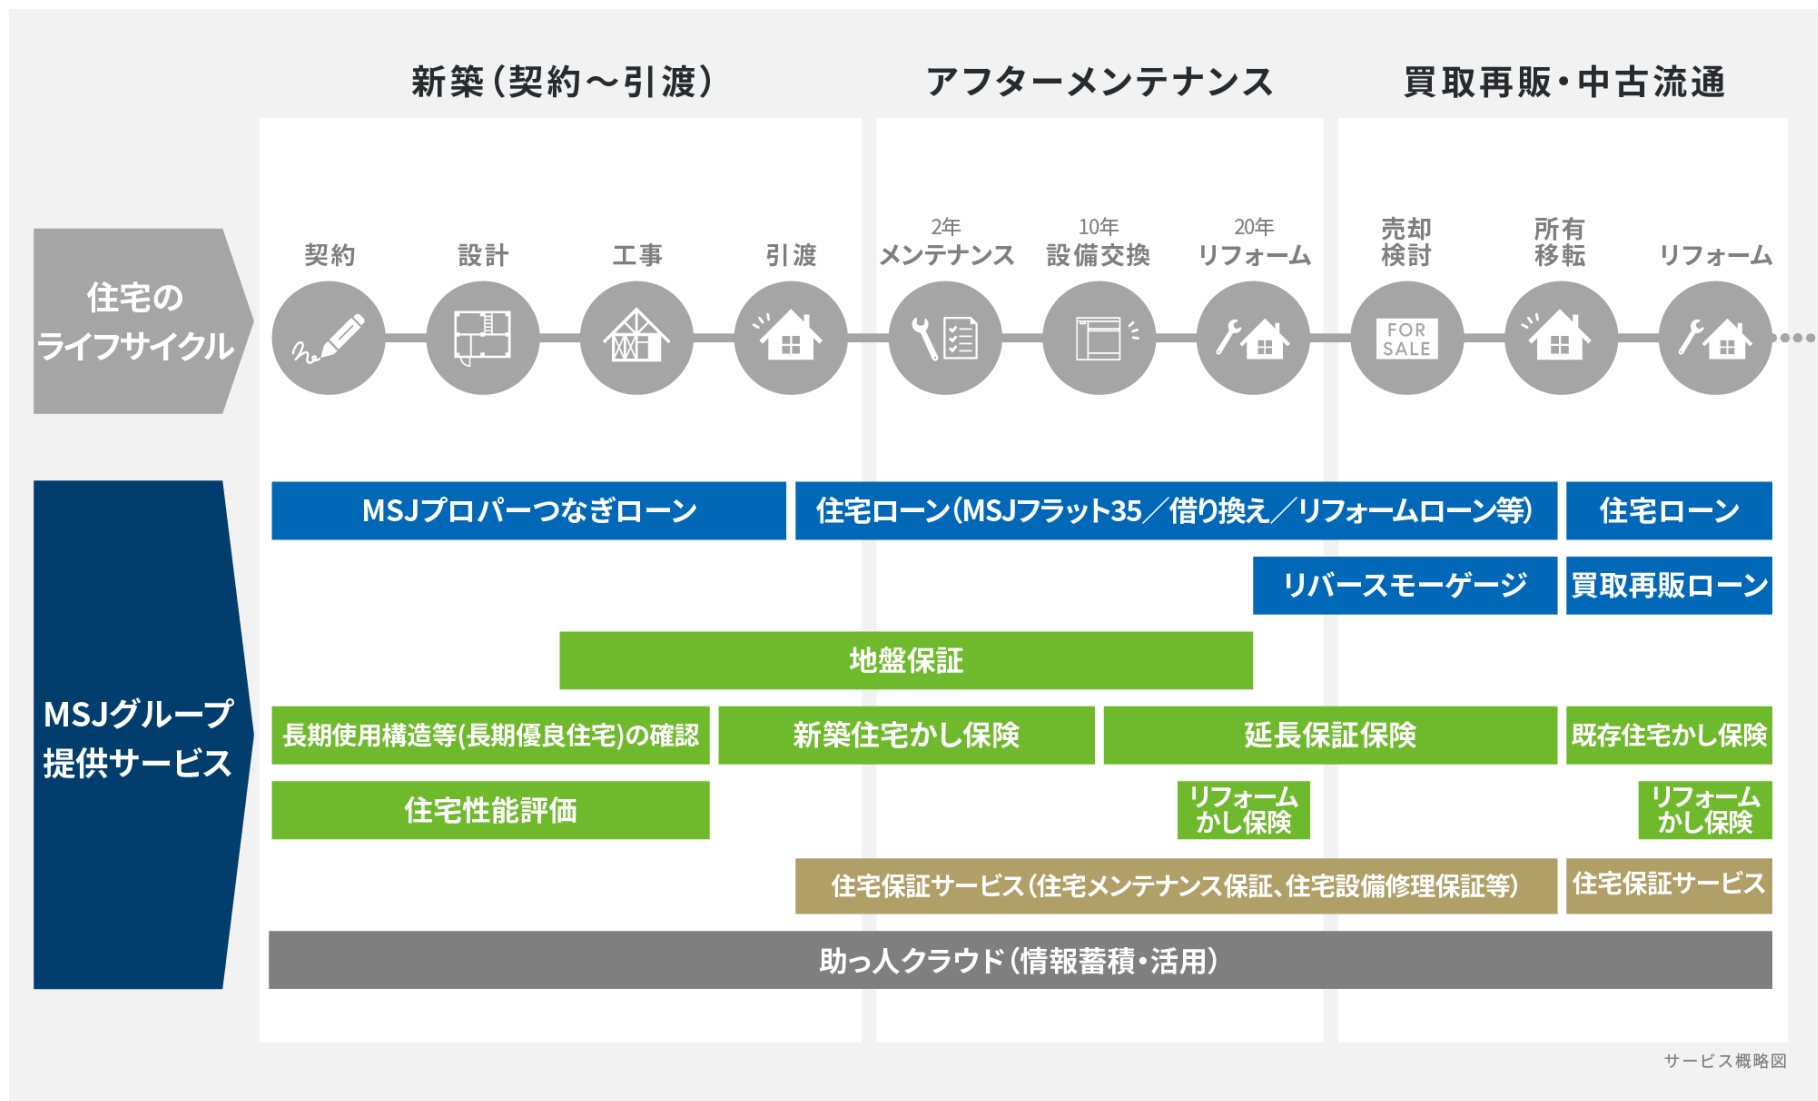 新築（契約～引渡）
アフターメンテナンス
買取再販・中古流通
住宅の
ライフサイクル
契約
設計
工事
引渡
2年
メンテナンス
10年
設備交換
20年
リフォーム
売却
検討
所有
移転
リフォーム
FOR
SALE
MSJグループ
提供サービス
MSJプロパーつなぎローン
住宅ローン（MSJフラット35／借り換え／リフォームローン等）
住宅ローン
リバースモーゲージ
買取再販ローン
地盤保証
長期使用構造等(長期優良住宅)の確認
新築住宅かし保険
延長保証保険
既存住宅かし保険
住宅性能評価
リフォーム
かし保険
リフォーム
かし保険
住宅保証サービス（住宅メンテナンス保証、住宅設備修理保証等）
住宅保証サービス
助っ人クラウド（情報蓄積・活用）
サービス概略図